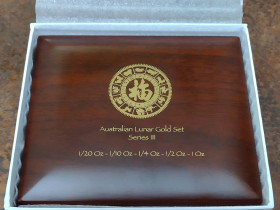 福
Australian Lunar Gold Set
Series III
1/20 Oz - 1/10 Oz - 1/4 Oz - 1/2 Oz - 1 Oz